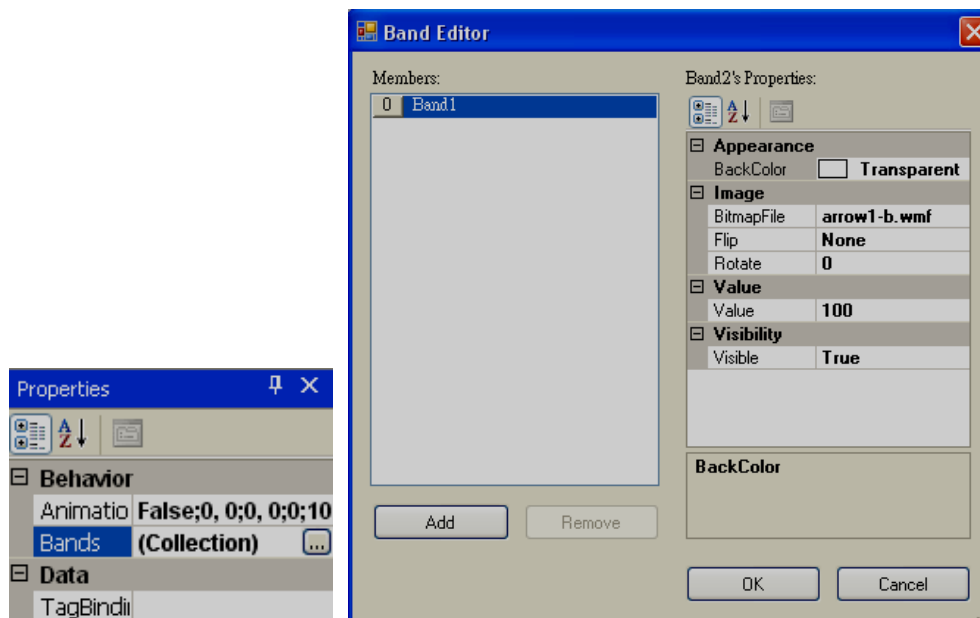 Properties
A
Z
Behavior
Animatio False;0, 0;0, 0;0;10
Bands (Collection) ...
Data
TagBindi
Band Editor
Members:
0 Band1
Add
Remove
Band2's Properties:
A
Z
Appearance
BackColor Transparent
Image
BitmapFile arrow1-b.wmf
Flip None
Rotate 0
Value
Value 100
Visibility
Visible True
BackColor
OK
Cancel